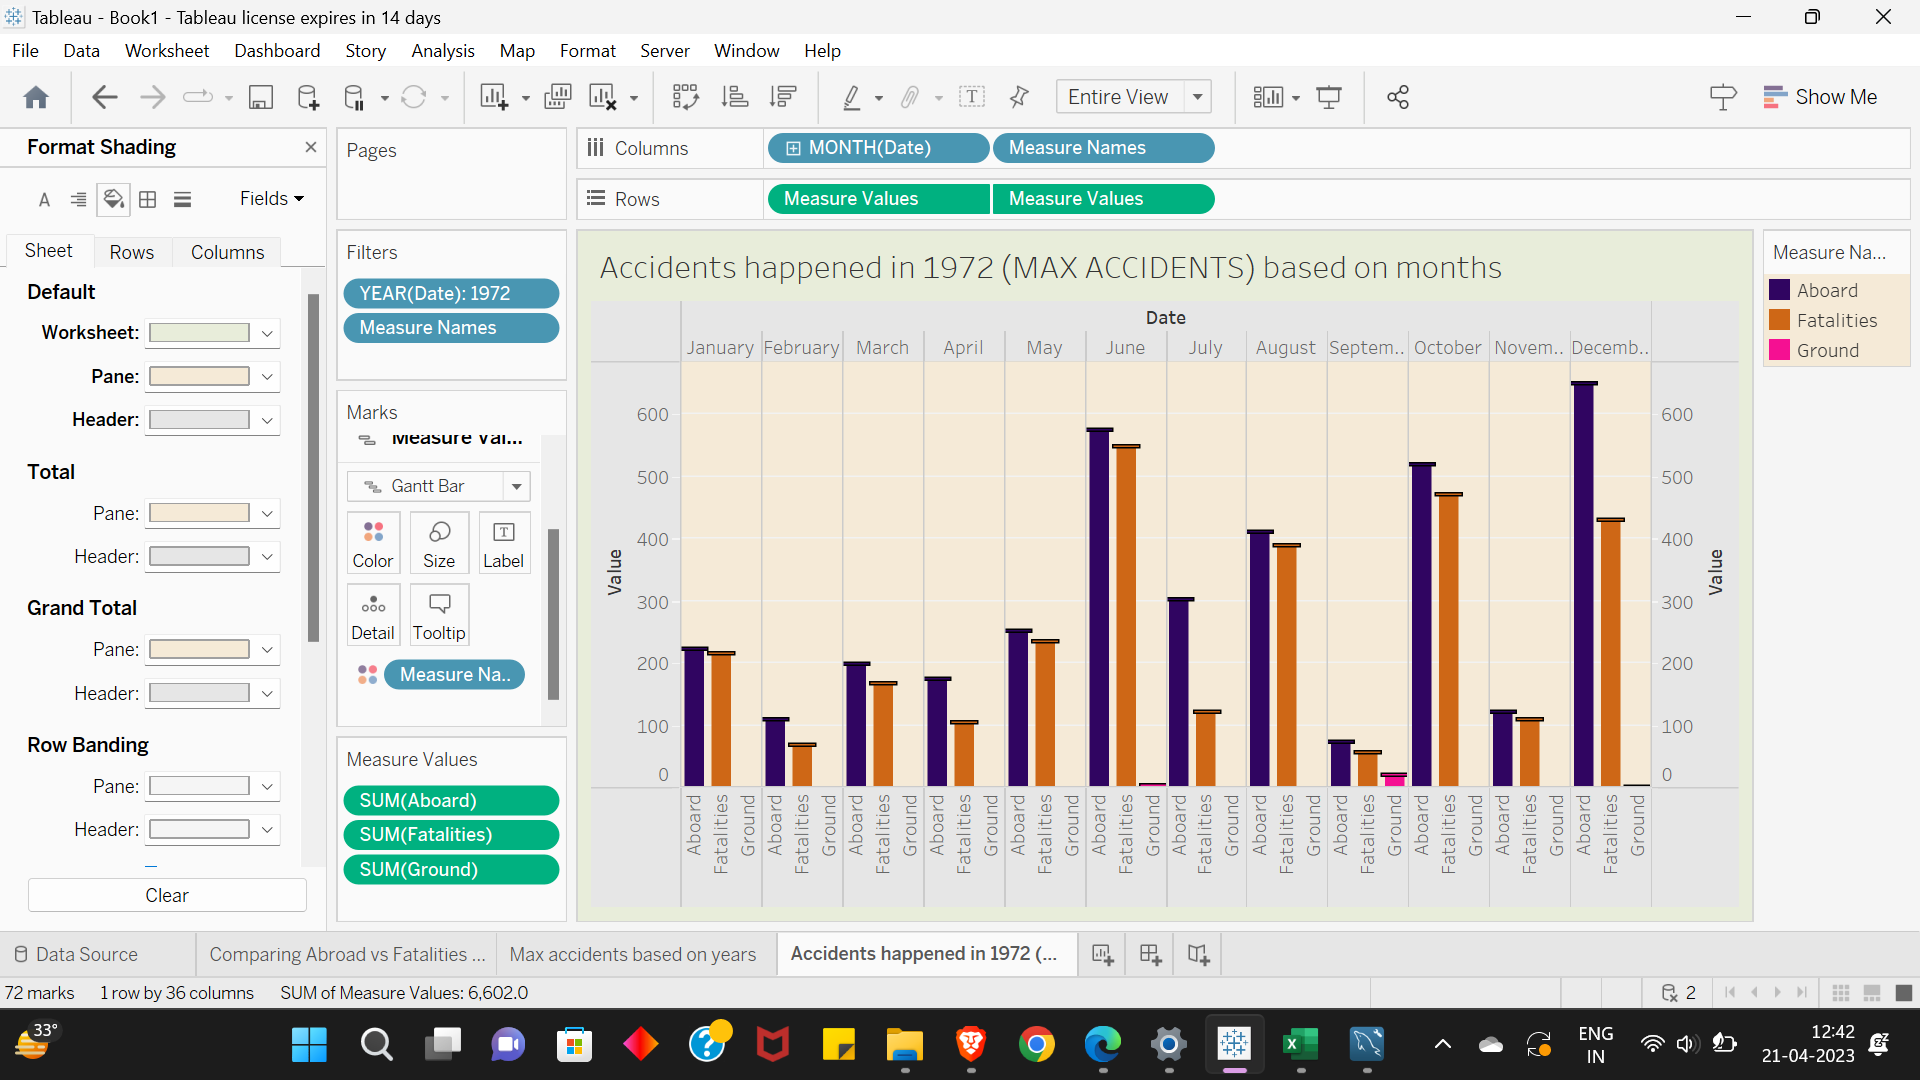 Tableau - Book1 - Tableau license expires in 14 days
File Data Worksheet Dashboard Story Analysis Map Format Server Window Help
Entire View
Show Me
Format Shading
Fields
Sheet Rows Columns
Default
Worksheet:
Pane:
Header:
Total
Pane:
Header:
Grand Total
Pane:
Header:
Row Banding
Pane:
Header:
Clear
Pages
Filters
YEAR(Date): 1972
Measure Names
Marks
Measure Val...
Gantt Bar
Color Size Label
Detail Tooltip
Measure Na..
Measure Values
SUM(Aboard)
SUM(Fatalities)
SUM(Ground)
Columns MONTH(Date) Measure Names
Rows Measure Values Measure Values
Accidents happened in 1972 (MAX ACCIDENTS) based on months
Date
January February March April May June July August Septem.. October Novem.. Decemb..
600 600
500 500
400 400
300 300
200 200
100 100
0 0
Value
Value
Aboard Fatalities Ground Aboard Fatalities Ground Aboard Fatalities Ground Aboard Fatalities Ground Aboard Fatalities Ground Aboard Fatalities Ground Aboard Fatalities Ground Aboard Fatalities Ground Aboard Fatalities Ground Aboard Fatalities Ground Aboard Fatalities Ground Aboard Fatalities Ground
Measure Na...
Aboard
Fatalities
Ground
Data Source Comparing Abroad vs Fatalities ... Max accidents based on years Accidents happened in 1972 (...
72 marks 1 row by 36 columns SUM of Measure Values: 6,602.0 2
33°
ENG
IN
12:42
21-04-2023